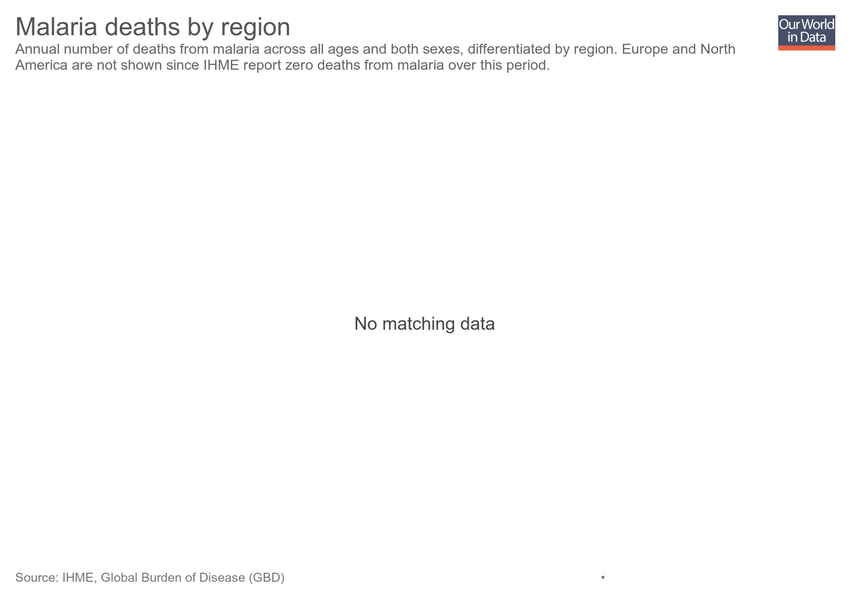 Malaria deaths by region
Annual number of deaths from malaria across all ages and both sexes, differentiated by region. Europe and North
America are not shown since IHME report zero deaths from malaria over this period.
Our World
in Data
No matching data
Source: IHME, Global Burden of Disease (GBD)
•